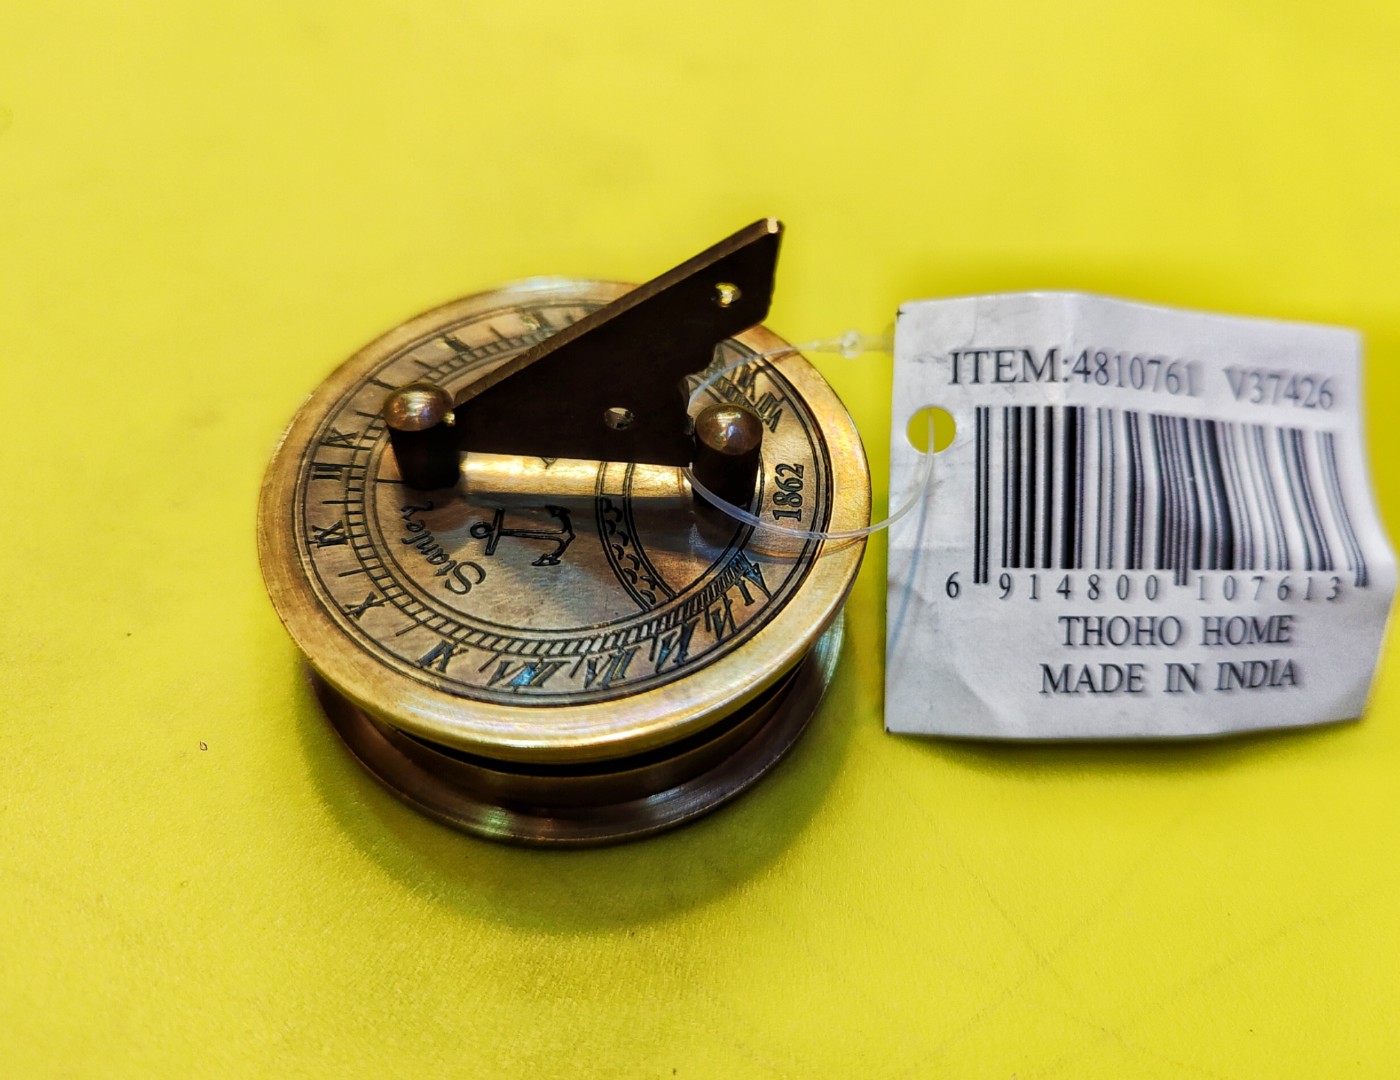 Stanley
1862
ITEM:4810761 V37426
6 914800 107613
THOHO HOME
MADE IN INDIA